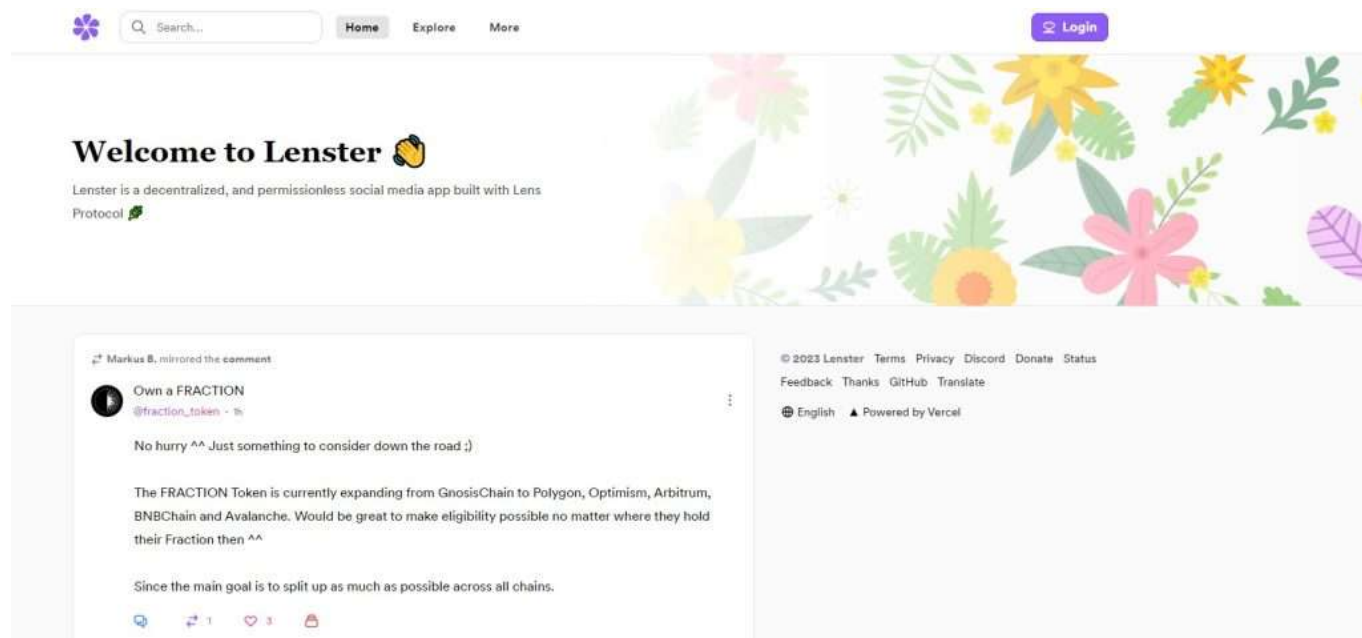 Search...
Home
Explore
More
Login
Welcome to Lenster
Lenster is a decentralized, and permissionless social media app built with Lens
Protocol
Markus B. mirrored the comment
Own a FRACTION
@fraction_token · 1h
No hurry ^^ Just something to consider down the road ;)
The FRACTION Token is currently expanding from GnosisChain to Polygon, Optimism, Arbitrum,
BNBChain and Avalanche. Would be great to make eligibility possible no matter where they hold
their Fraction then ^^
Since the main goal is to split up as much as possible across all chains.
1
3
© 2023 Lenster Terms Privacy Discord Donate Status
Feedback Thanks GitHub Translate
English ▲ Powered by Vercel